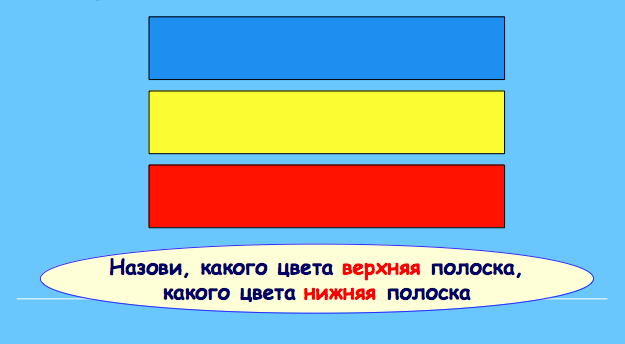 Назови, какого цвета верхняя полоска,
какого цвета нижняя полоска